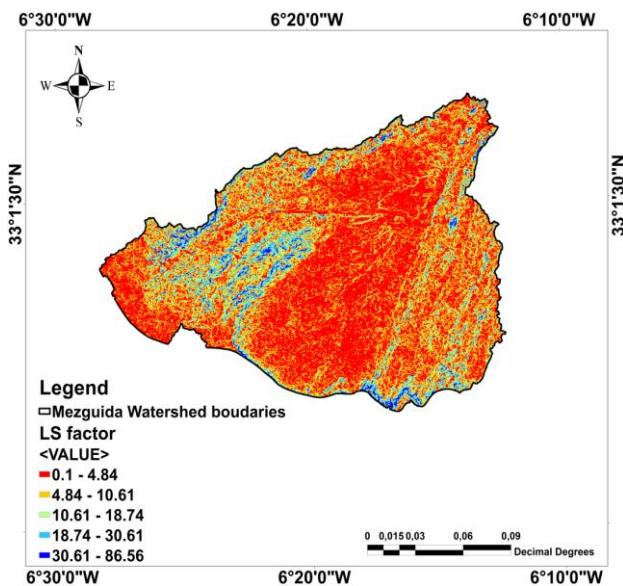 6°30'0"W 6°20'0"W 6°10'0"W
N
W E
S
33°1'30"N 33°1'30"N
Legend
Mezguida Watershed boudaries
LS factor
<VALUE>
0.1 - 4.84
4.84 - 10.61
10.61 - 18.74
18.74 - 30.61
30.61 - 86.56
0 0,015 0,03 0,06 0,09
Decimal Degrees
6°30'0"W 6°20'0"W 6°10'0"W